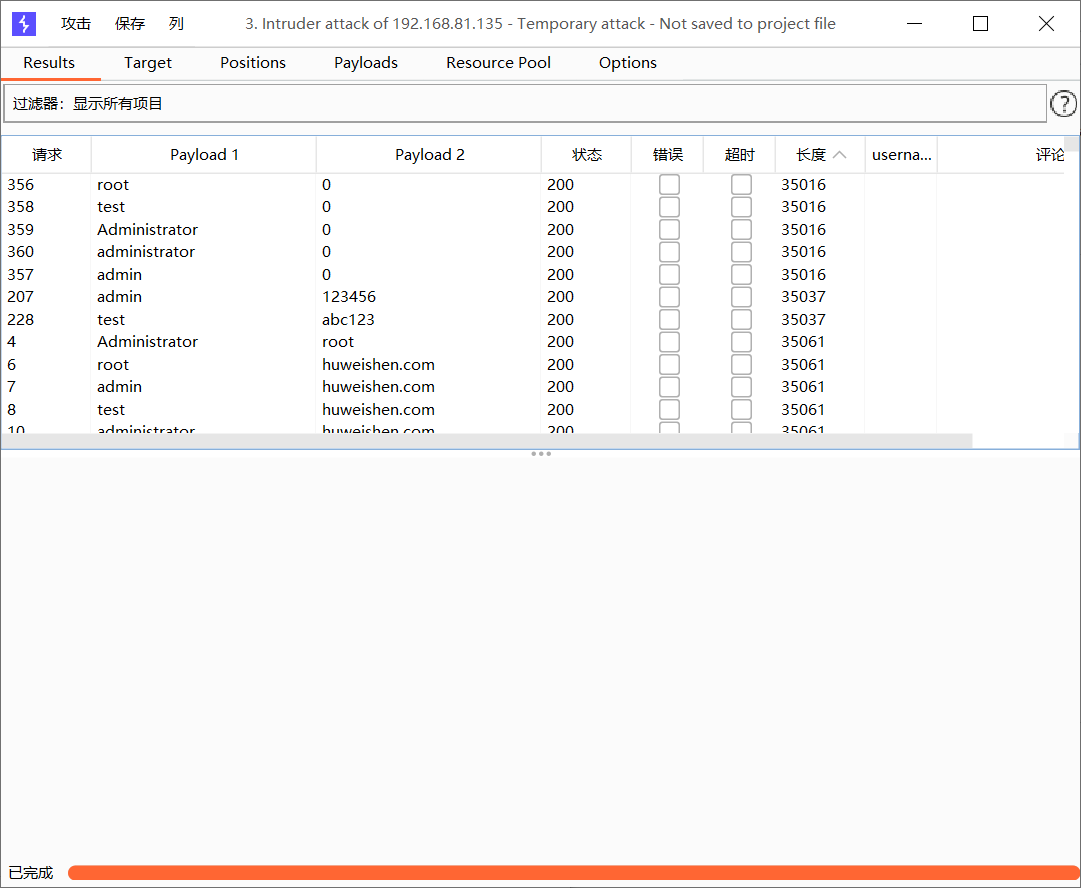 攻击 保存 列 3. Intruder attack of 192.168.81.135 - Temporary attack - Not saved to project file
Results Target Positions Payloads Resource Pool Options
过滤器：显示所有项目 ?
请求 Payload 1 Payload 2 状态 错误 超时 长度 userna... 评论
356 root 0 200 35016
358 test 0 200 35016
359 Administrator 0 200 35016
360 administrator 0 200 35016
357 admin 0 200 35016
207 admin 123456 200 35037
228 test abc123 200 35037
4 Administrator root 200 35061
6 root huweishen.com 200 35061
7 admin huweishen.com 200 35061
8 test huweishen.com 200 35061
10 administrator huweishen.com 200 35061
已完成